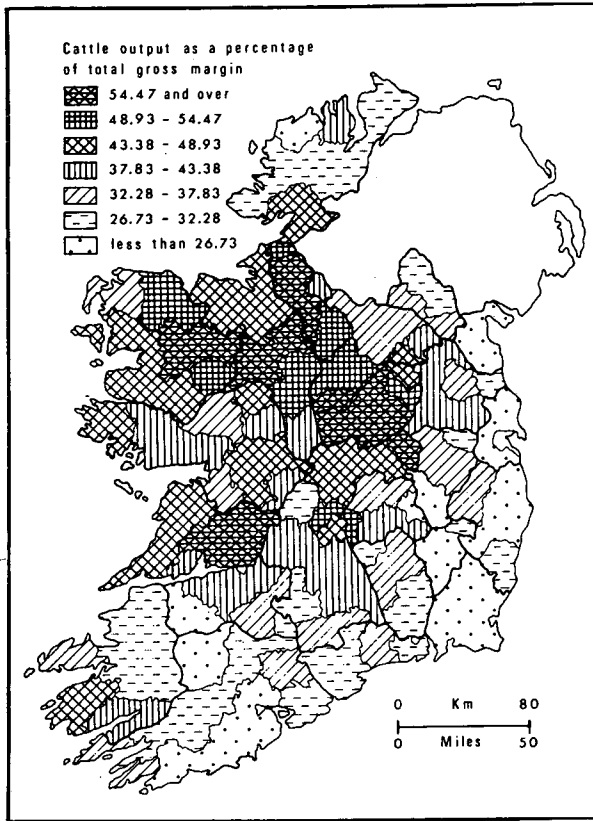 Cattle output as a percentage
of total gross margin
54.47 and over
48.93 - 54.47
43.38 - 48.93
37.83 - 43.38
32.28 - 37.83
26.73 - 32.28
less than 26.73
0 Km 80
0 Miles 50